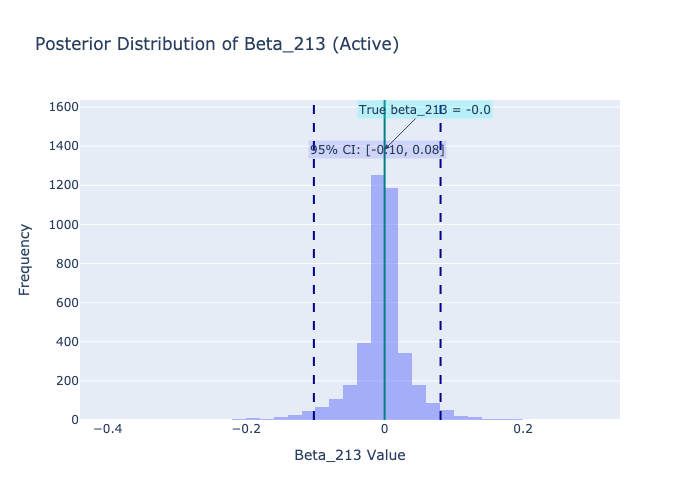 Posterior Distribution of Beta_213 (Active)
True beta_213 = -0.0
95% CI: [-0.10, 0.08]
1600
1400
1200
1000
800
600
400
200
0
−0.4
−0.2
0
0.2
Frequency
Beta_213 Value